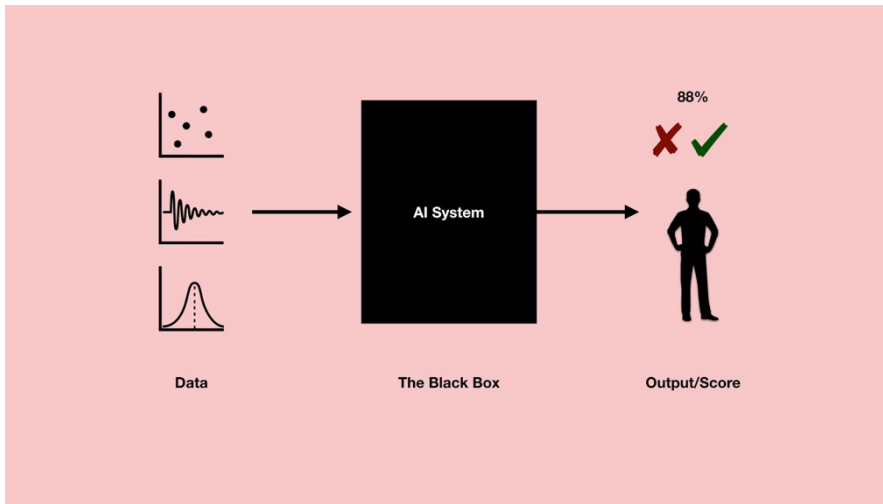 88%
AI System
Data
The Black Box
Output/Score